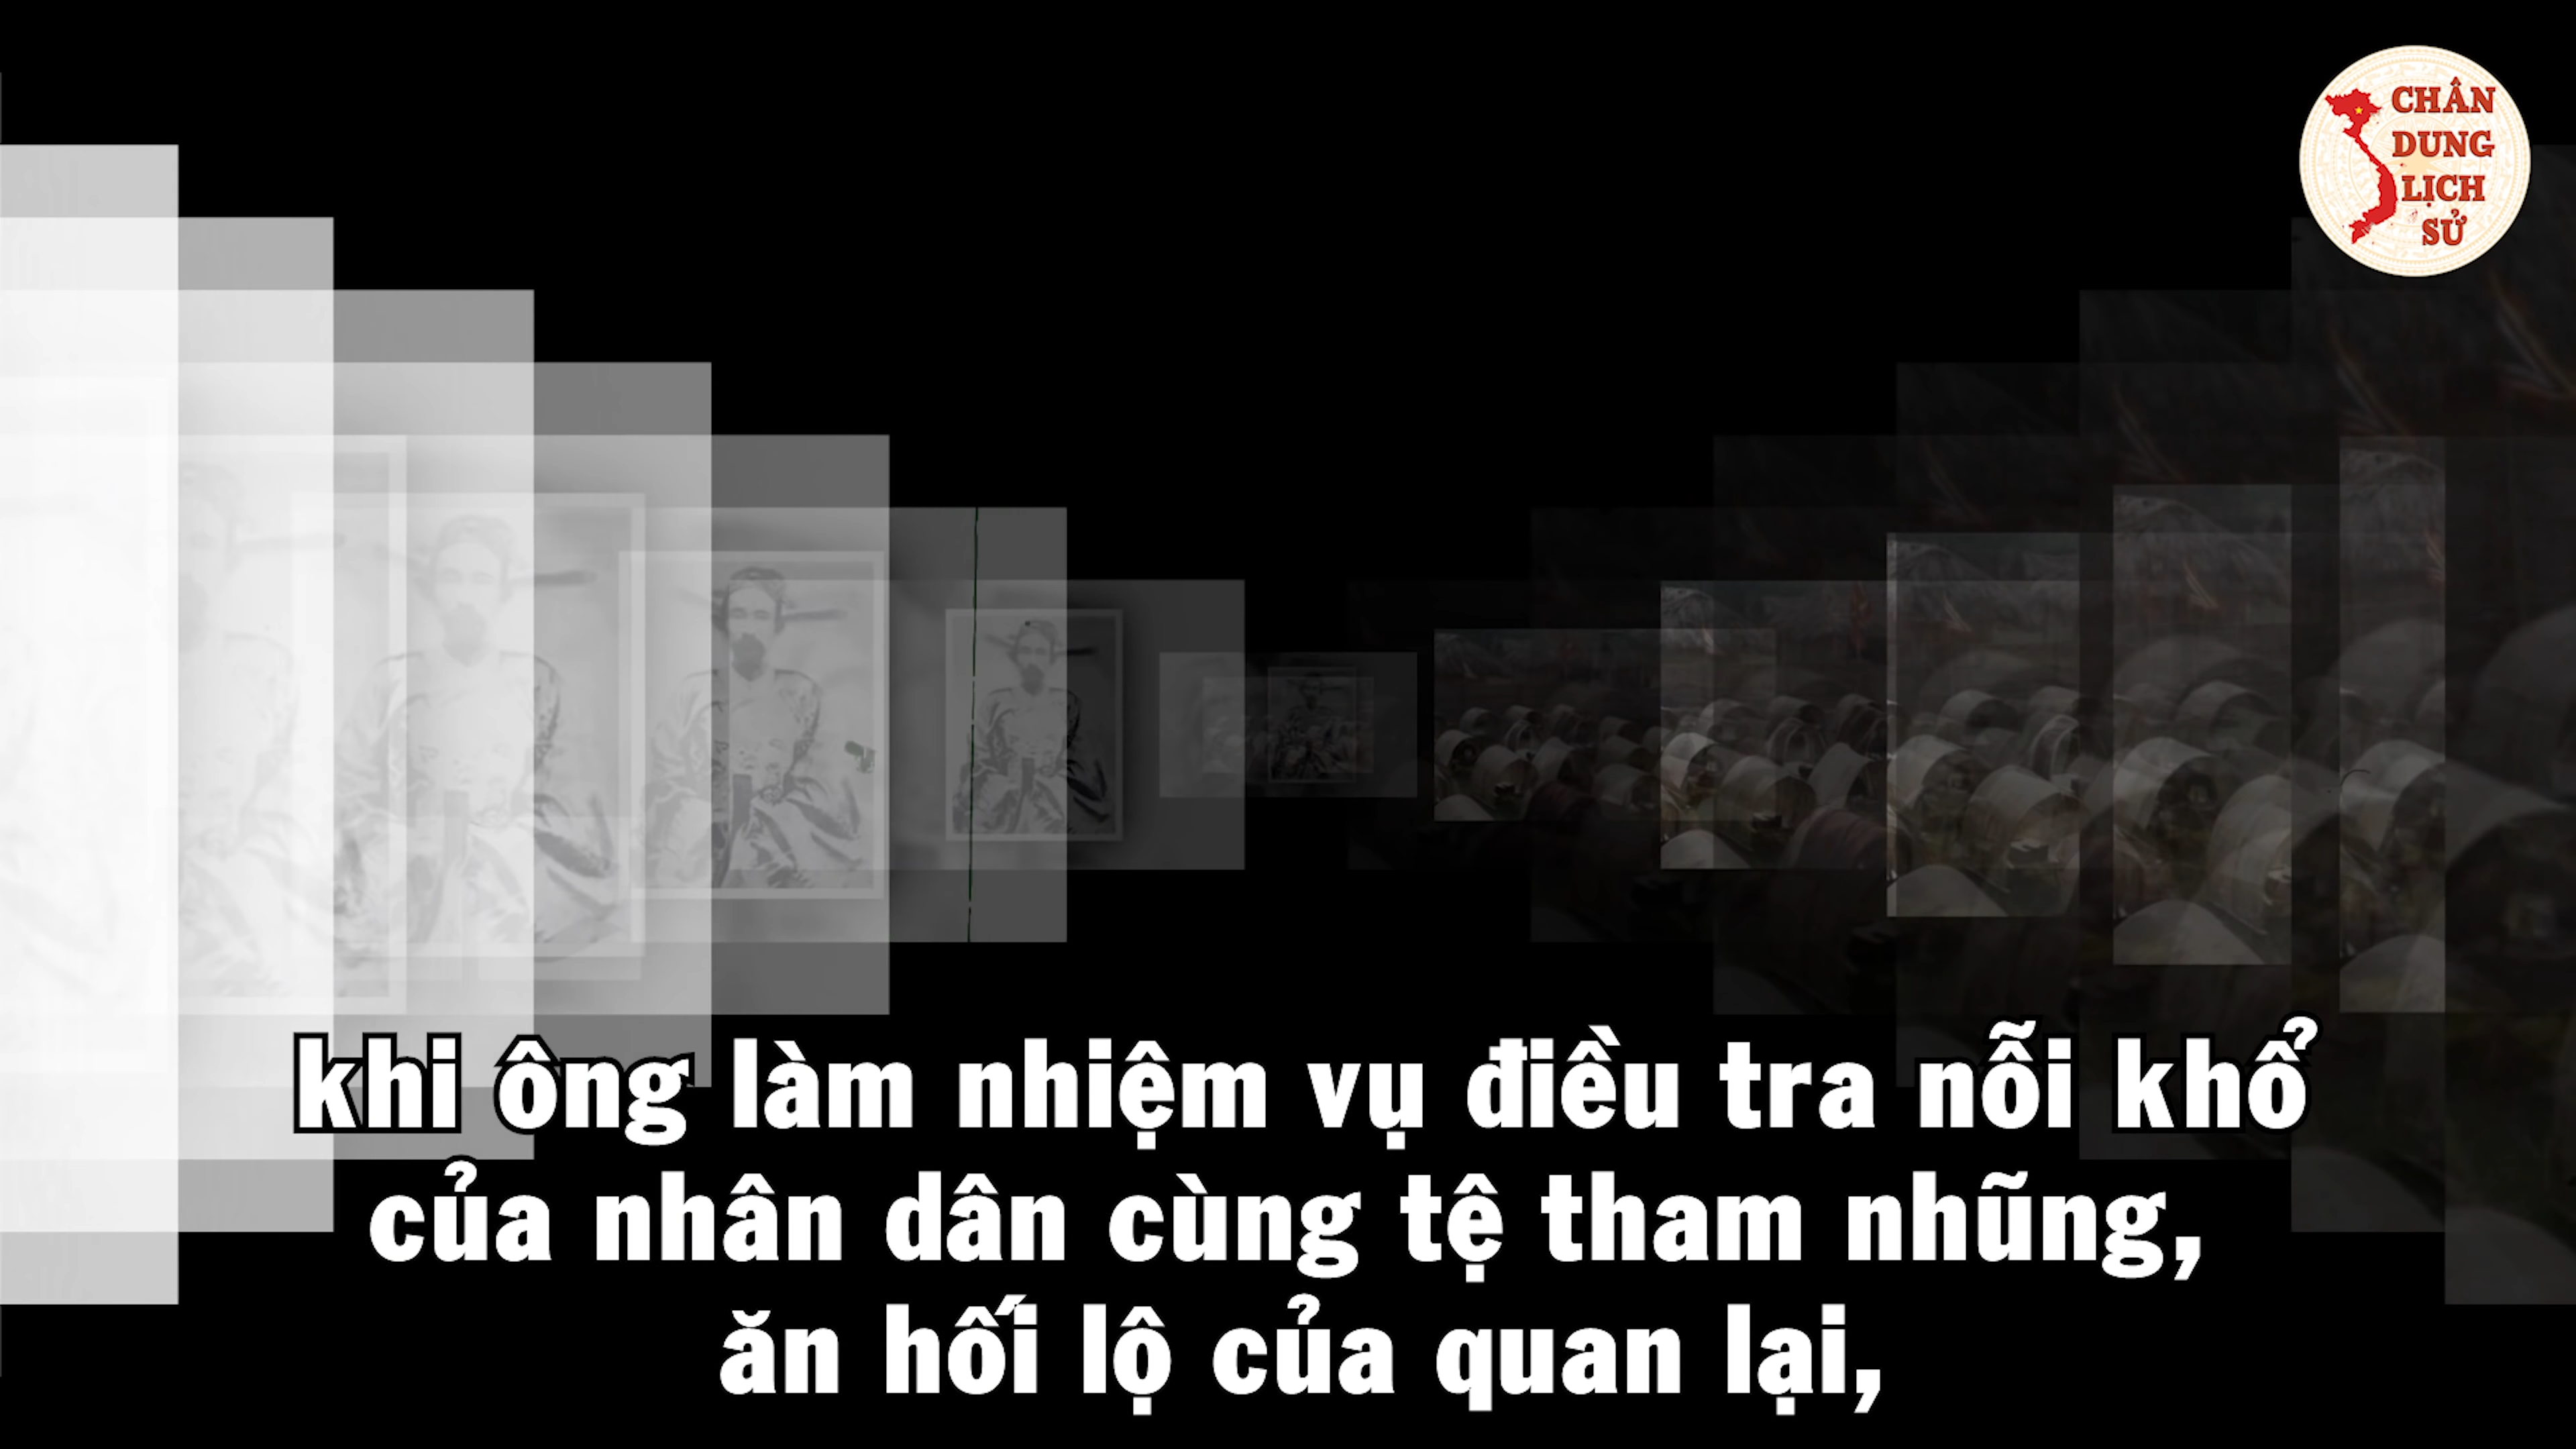 CHÂN
DUNG
LỊCH
SỬ
khi ông làm nhiệm vụ điều tra nỗi khổ
của nhân dân cùng tệ tham nhũng,
ăn hối lộ của quan lại,